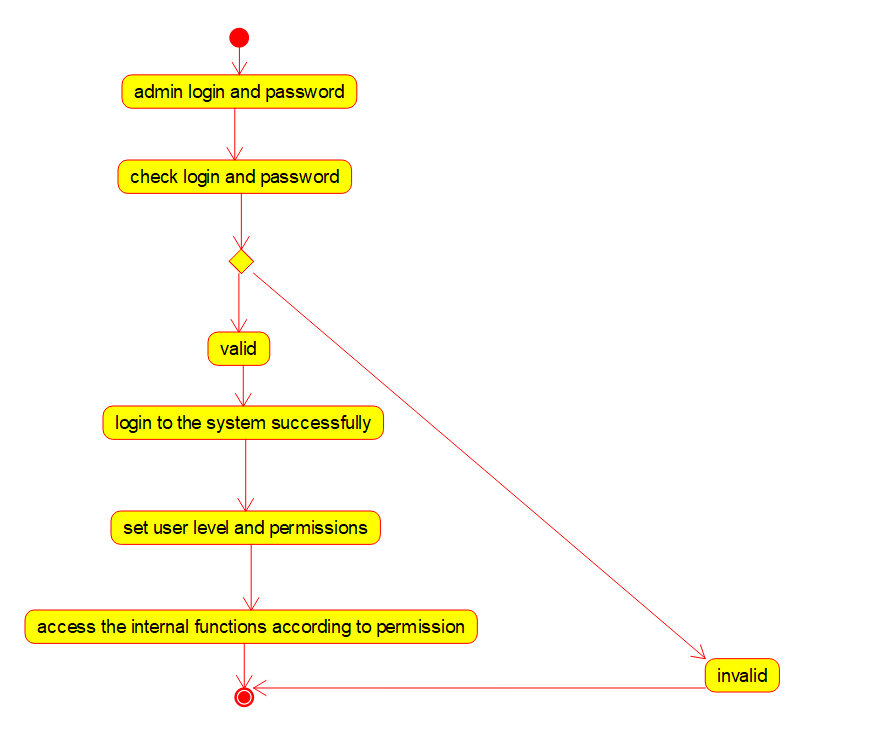 admin login and password
check login and password
valid
login to the system successfully
set user level and permissions
access the internal functions according to permission
invalid